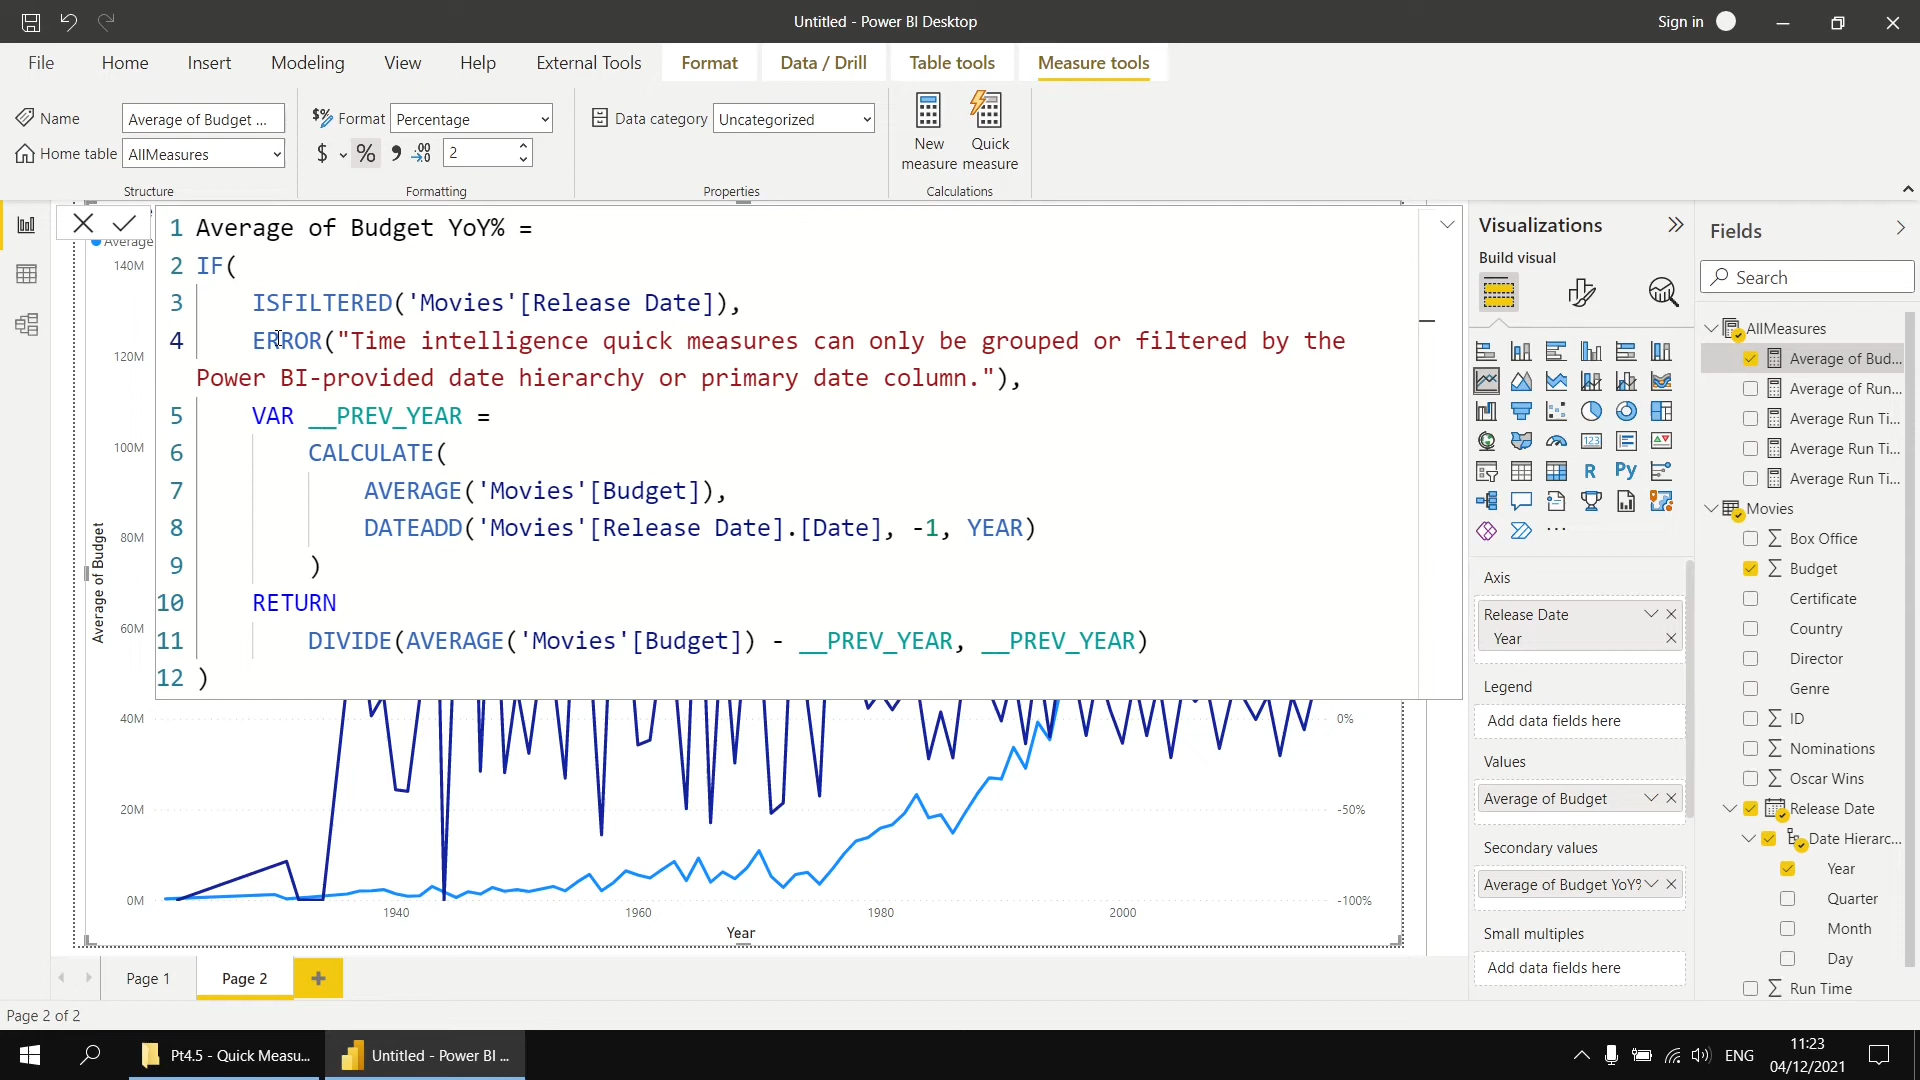 Untitled - Power BI Desktop
Sign in
File Home Insert Modeling View Help External Tools Format Data / Drill Table tools Measure tools
Name Average of Budget ...
Home table AllMeasures
Structure
$% Format Percentage
$ % , .00 2
Formatting
Data category Uncategorized
Properties
New measure
Quick measure
Calculations
Average
1 Average of Budget YoY% =
2 IF(
3 ISFILTERED('Movies'[Release Date]),
4 ERROR("Time intelligence quick measures can only be grouped or filtered by the
Power BI-provided date hierarchy or primary date column."),
5 VAR __PREV_YEAR =
6 CALCULATE(
7 AVERAGE('Movies'[Budget]),
8 DATEADD('Movies'[Release Date].[Date], -1, YEAR)
9 )
10 RETURN
11 DIVIDE(AVERAGE('Movies'[Budget]) - __PREV_YEAR, __PREV_YEAR)
12 )
Average of Budget
140M
120M
100M
80M
60M
40M
20M
0M
0%
-50%
-100%
1940 1960 1980 2000
Year
Visualizations
Build visual
123
R Py
...
Axis
Release Date
Year
Legend
Add data fields here
Values
Average of Budget
Secondary values
Average of Budget YoY%
Small multiples
Add data fields here
Fields
Search
AllMeasures
Average of Bud...
Average of Run...
Average Run Ti...
Average Run Ti...
Average Run Ti...
Movies
Box Office
Budget
Certificate
Country
Director
Genre
ID
Nominations
Oscar Wins
Release Date
Date Hierarc...
Year
Quarter
Month
Day
Run Time
Page 1 Page 2 +
Page 2 of 2
Pt4.5 - Quick Measu...
Untitled - Power BI ...
ENG
11:23
04/12/2021